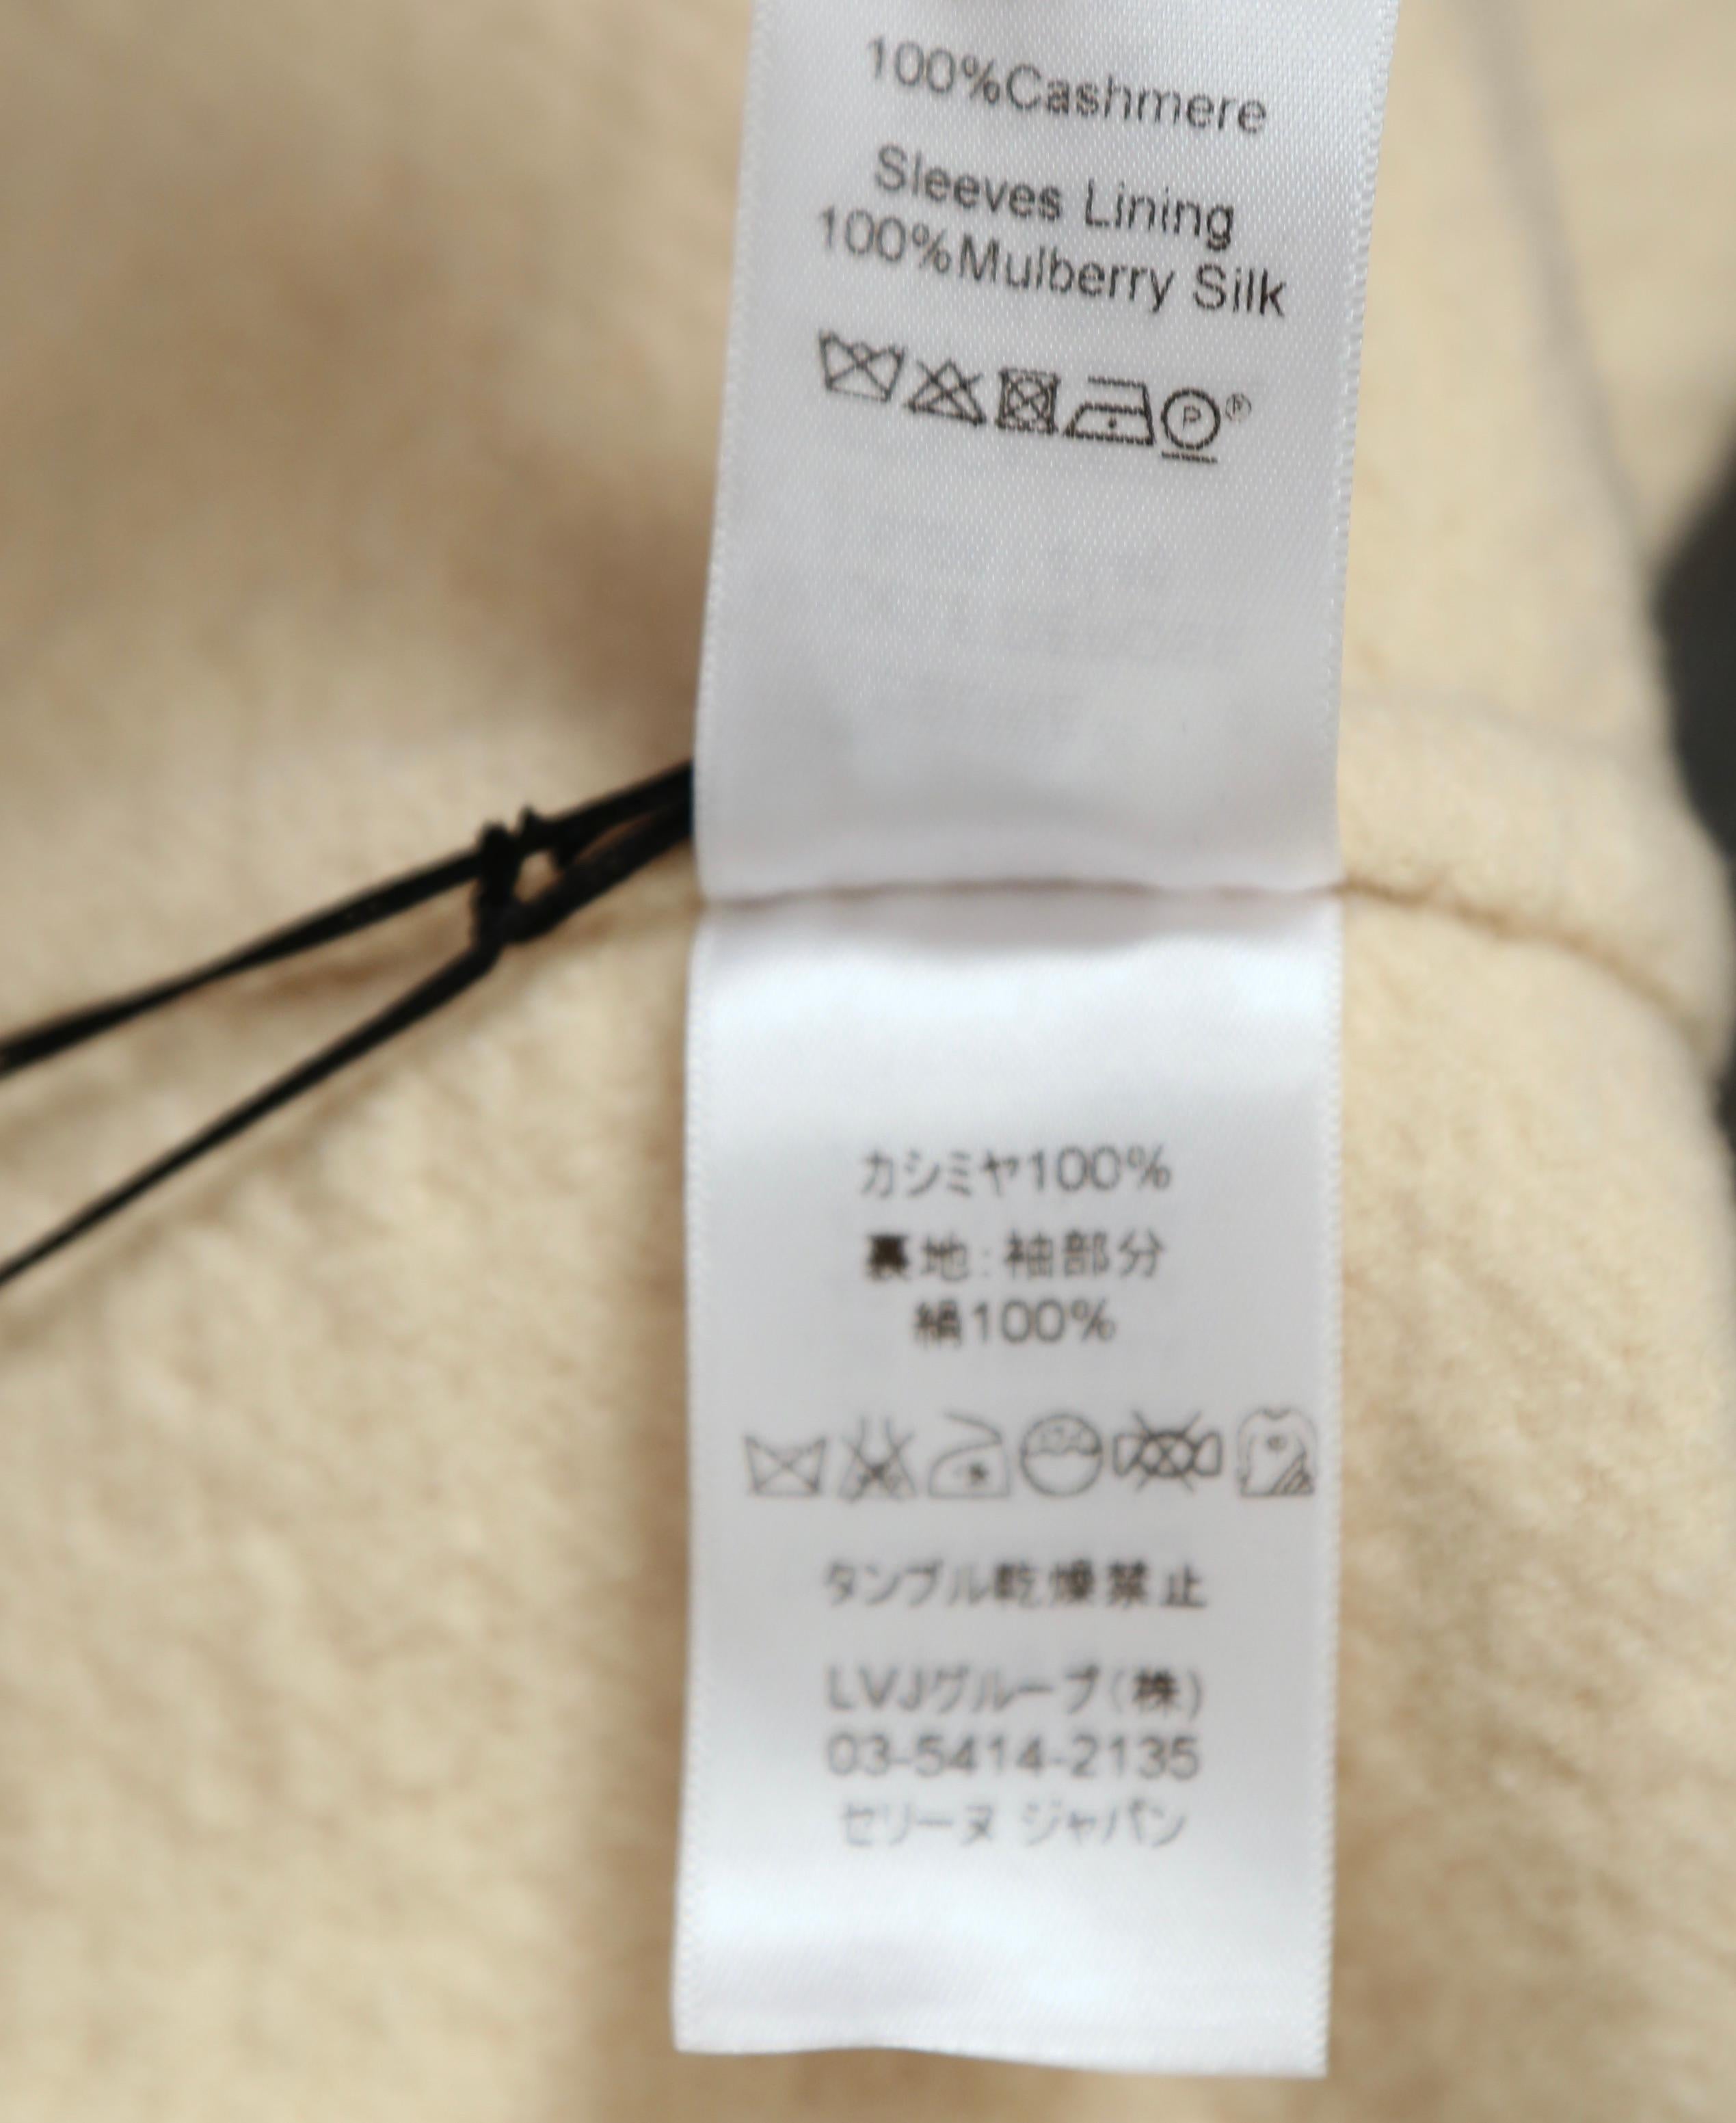 100%Cashmere
Sleeves Lining
100%Mulberry Silk
P ®
カシミヤ100%
裏地:袖部分
絹100%
タンブル乾燥禁止
LVJグループ(株)
03-5414-2135
セリーヌ ジャパン